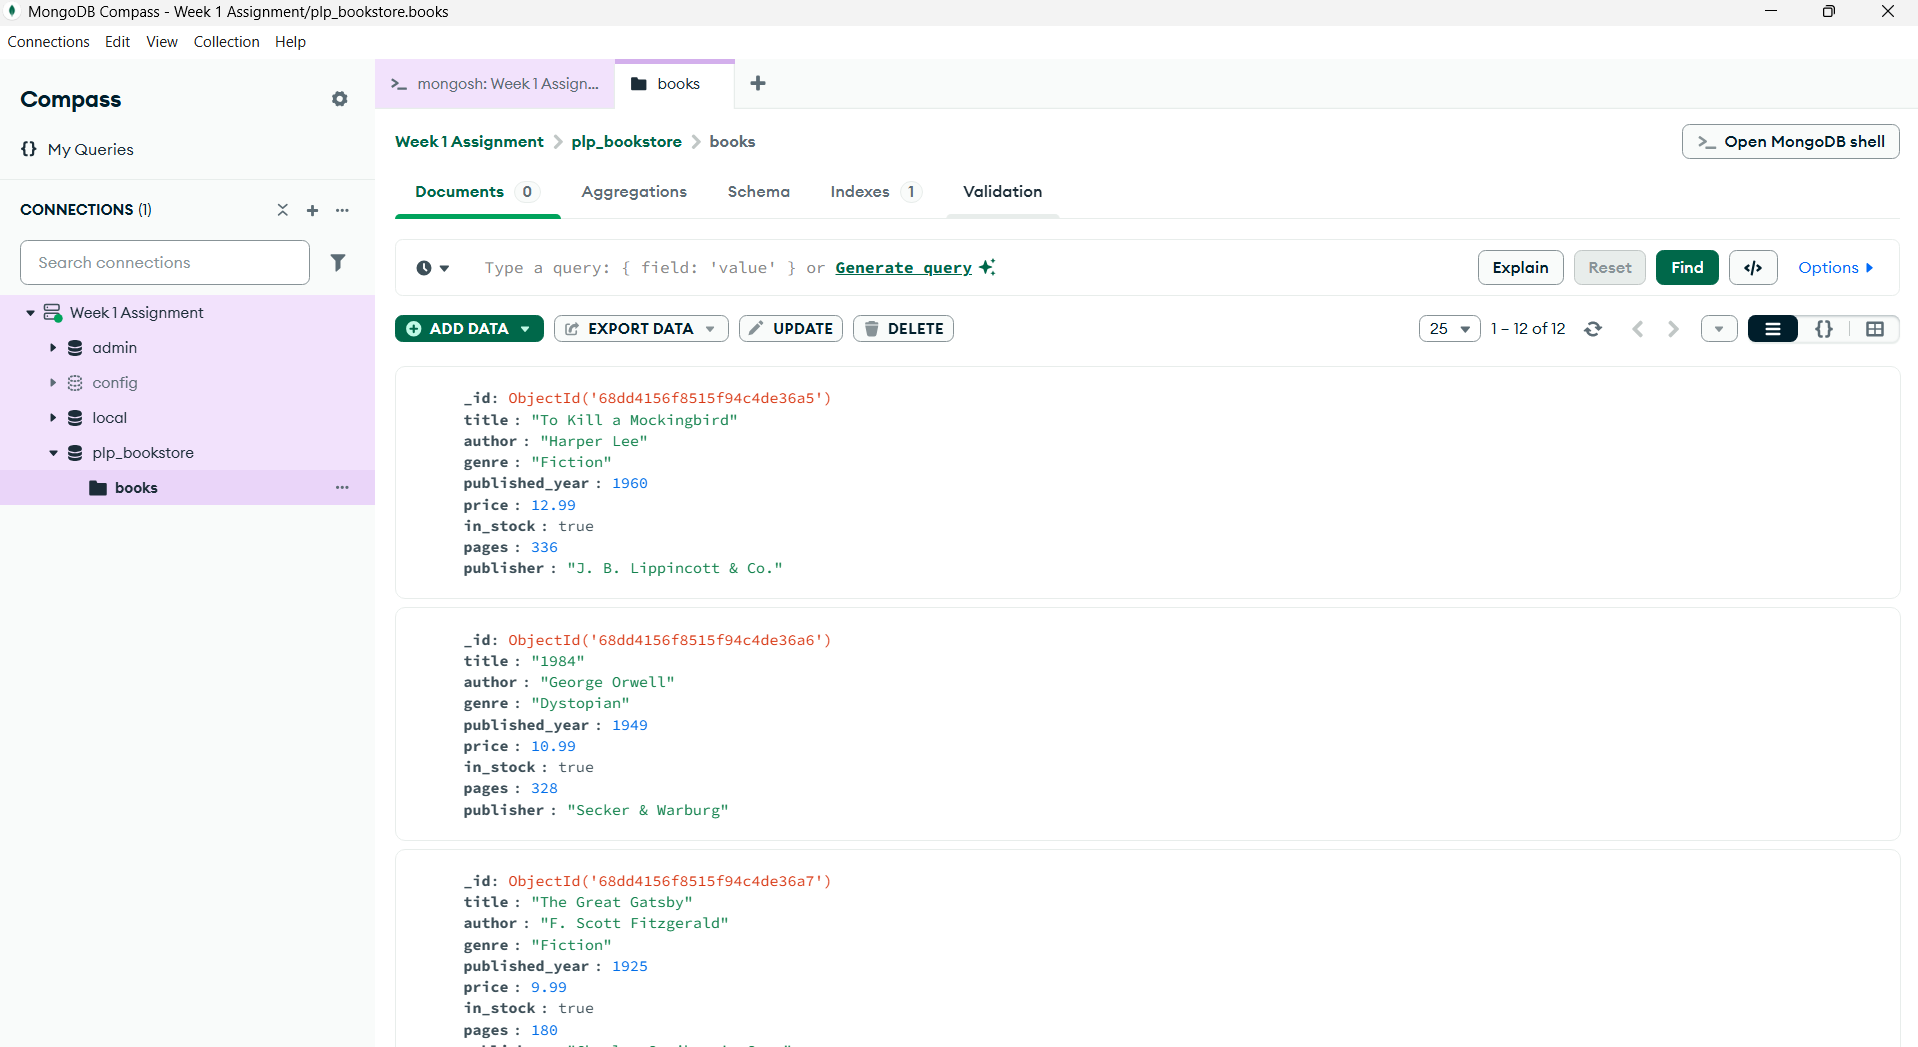 MongoDB Compass - Week 1 Assignment/plp_bookstore.books
Connections Edit View Collection Help
Compass
My Queries
CONNECTIONS (1)
Search connections
Week 1 Assignment
admin
config
local
plp_bookstore
books
mongosh: Week 1 Assign...
books
Week 1 Assignment > plp_bookstore > books
>_ Open MongoDB shell
Documents 0 Aggregations Schema Indexes 1 Validation
Type a query: { field: 'value' } or Generate query
Explain Reset Find </> Options
ADD DATA EXPORT DATA UPDATE DELETE
25 1 – 12 of 12 {}
_id: ObjectId('68dd4156f8515f94c4de36a5')
title : "To Kill a Mockingbird"
author : "Harper Lee"
genre : "Fiction"
published_year : 1960
price : 12.99
in_stock : true
pages : 336
publisher : "J. B. Lippincott & Co."
_id: ObjectId('68dd4156f8515f94c4de36a6')
title : "1984"
author : "George Orwell"
genre : "Dystopian"
published_year : 1949
price : 10.99
in_stock : true
pages : 328
publisher : "Secker & Warburg"
_id: ObjectId('68dd4156f8515f94c4de36a7')
title : "The Great Gatsby"
author : "F. Scott Fitzgerald"
genre : "Fiction"
published_year : 1925
price : 9.99
in_stock : true
pages : 180